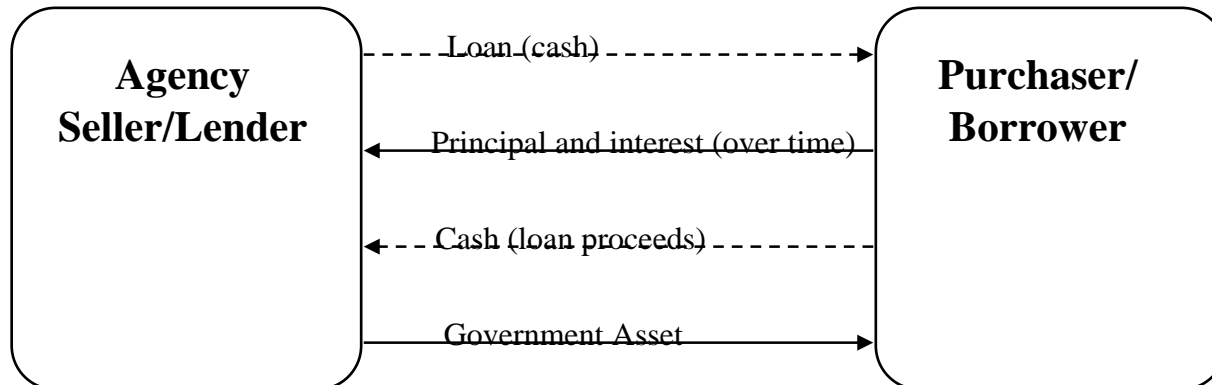 Agency
Seller/Lender
Loan (cash)
Principal and interest (over time)
Cash (loan proceeds)
Government Asset
Purchaser/
Borrower